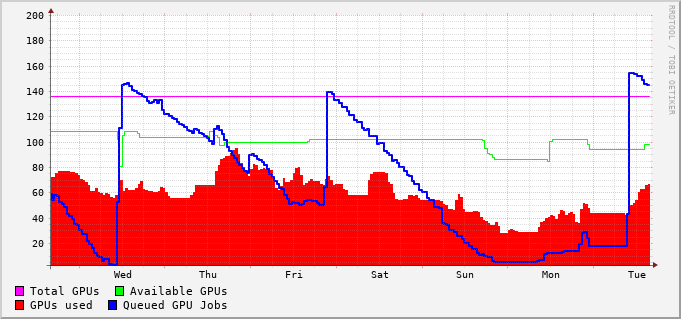 200
180
160
140
120
100
80
60
40
20
Wed Thu Fri Sat Sun Mon Tue
Total GPUs Available GPUs
GPUs used Queued GPU Jobs
RRDTOOL / TOBI OETIKER